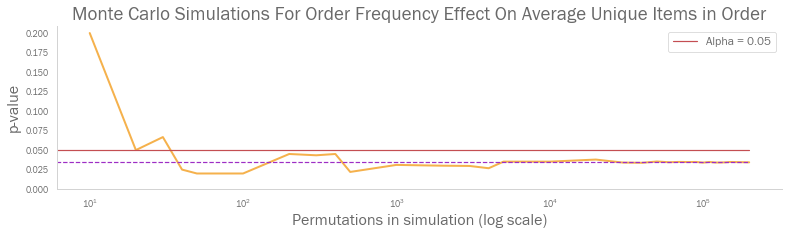 Monte Carlo Simulations For Order Frequency Effect On Average Unique Items in Order
Alpha = 0.05
p-value
0.200
0.175
0.150
0.125
0.100
0.075
0.050
0.025
0.000
10¹ 10² 10³ 10⁴ 10⁵
Permutations in simulation (log scale)